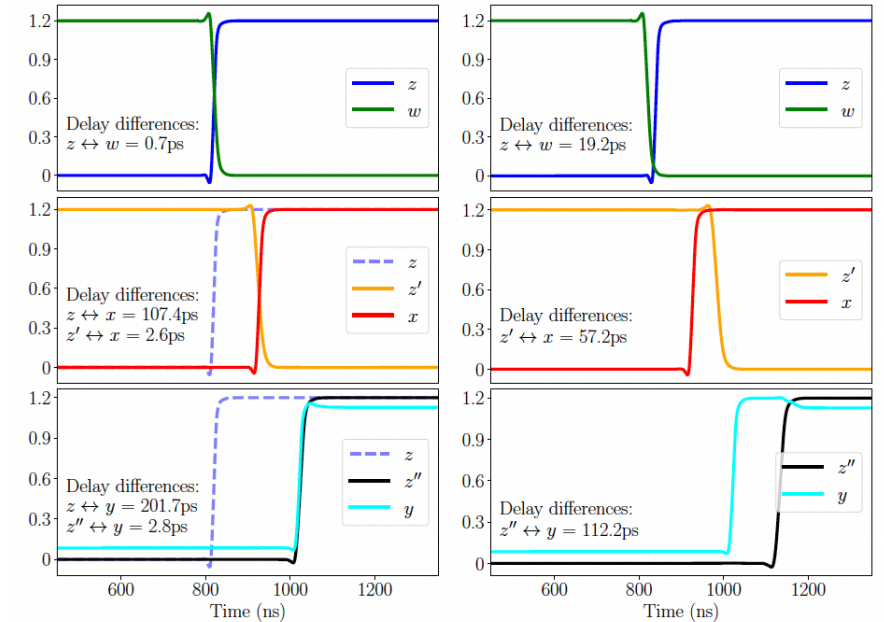 1.2
0.9
0.6
0.3
0
Delay differences:
z ↔ w = 0.7ps
z
w
Delay differences:
z ↔ w = 19.2ps
z
w
1.2
0.9
0.6
0.3
0
Delay differences:
z ↔ x = 107.4ps
z′ ↔ x = 2.6ps
z
z′
x
1.2
0.9
0.6
0.3
0
Delay differences:
z′ ↔ x = 57.2ps
z′
x
1.2
0.9
0.6
0.3
0
Delay differences:
z ↔ y = 201.7ps
z′′ ↔ y = 2.8ps
z
z′′
y
600 800 1000 1200
Time (ns)
1.2
0.9
0.6
0.3
0
Delay differences:
z′′ ↔ y = 112.2ps
z′′
y
600 800 1000 1200
Time (ns)
1.2
0.9
0.6
0.3
0